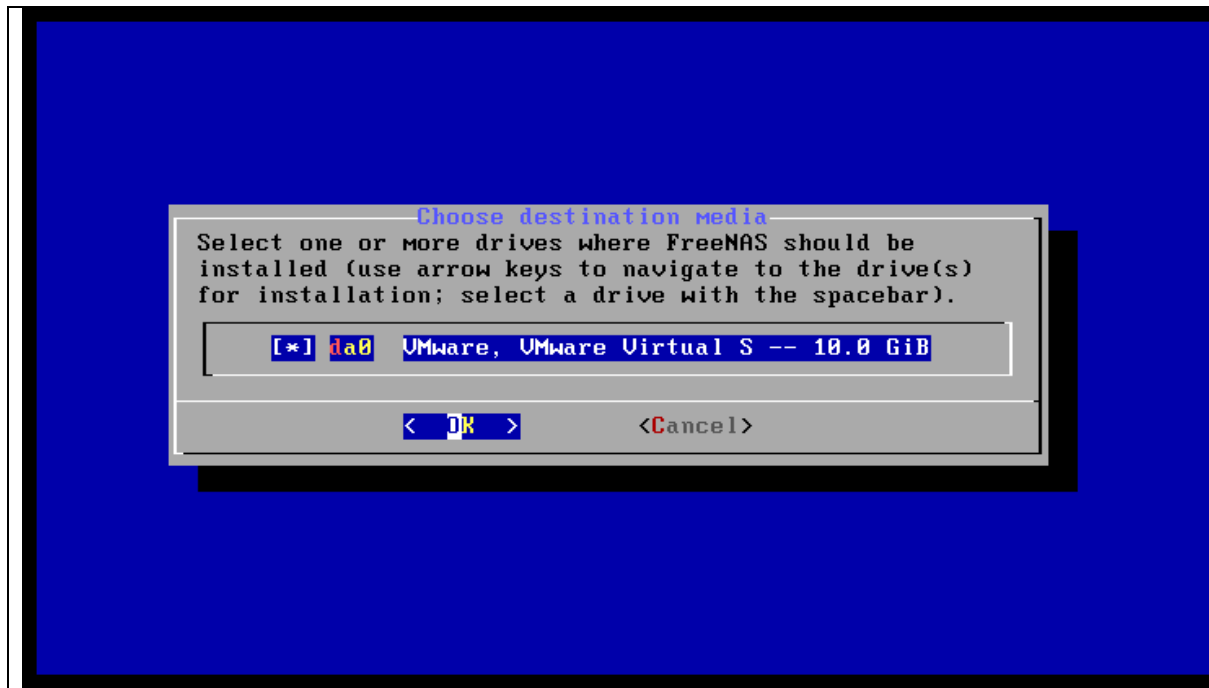 Choose destination media
Select one or more drives where FreeNAS should be
installed (use arrow keys to navigate to the drive(s)
for installation; select a drive with the spacebar).
[*] da0 VMware, VMware Virtual S -- 10.0 GiB
< OK > <Cancel>